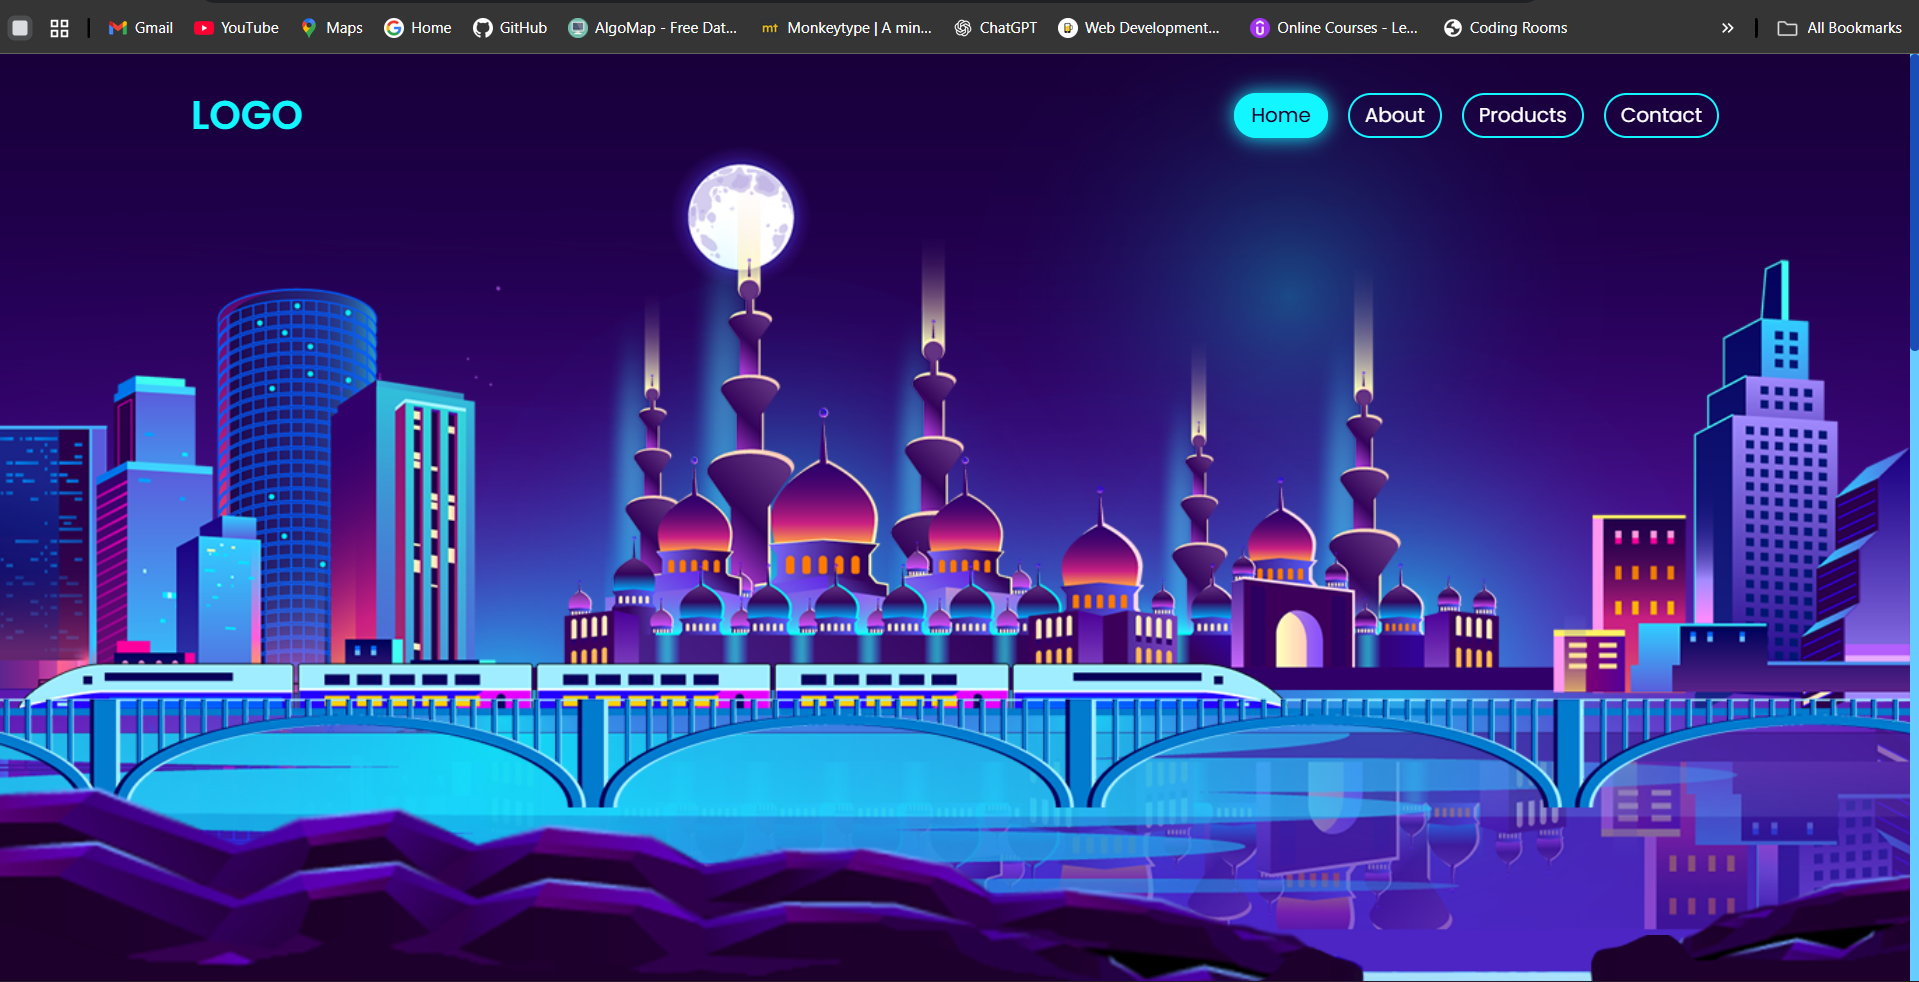 Gmail YouTube Maps Home GitHub AlgoMap - Free Dat... mt Monkeytype | A min... ChatGPT Web Development... Online Courses - Le... Coding Rooms » All Bookmarks
LOGO Home About Products Contact